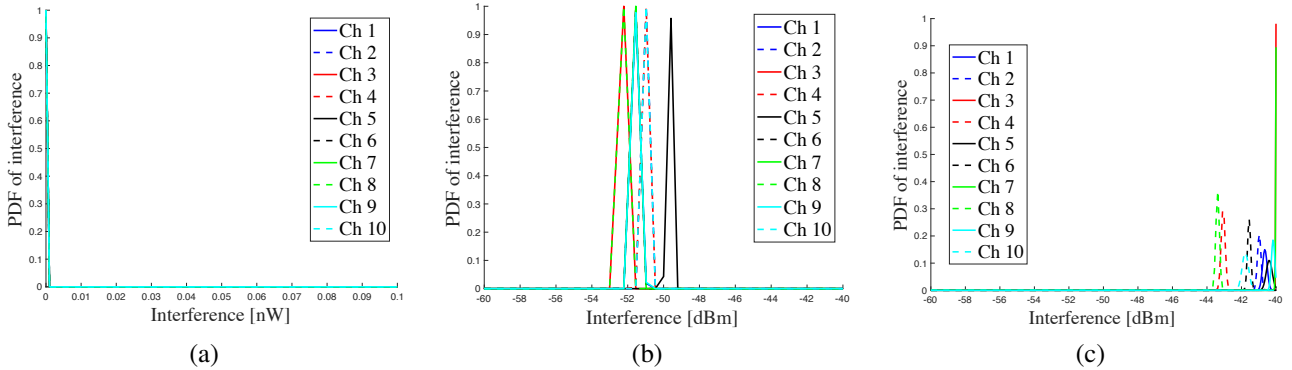 PDF of interference
1
0.9
0.8
0.7
0.6
0.5
0.4
0.3
0.2
0.1
0
0 0.01 0.02 0.03 0.04 0.05 0.06 0.07 0.08 0.09 0.1
Interference [nW]
Ch 1
Ch 2
Ch 3
Ch 4
Ch 5
Ch 6
Ch 7
Ch 8
Ch 9
Ch 10
(a)
PDF of interference
1
0.9
0.8
0.7
0.6
0.5
0.4
0.3
0.2
0.1
0
-60 -58 -56 -54 -52 -50 -48 -46 -44 -42 -40
Interference [dBm]
Ch 1
Ch 2
Ch 3
Ch 4
Ch 5
Ch 6
Ch 7
Ch 8
Ch 9
Ch 10
(b)
PDF of interference
1
0.9
0.8
0.7
0.6
0.5
0.4
0.3
0.2
0.1
0
-60 -58 -56 -54 -52 -50 -48 -46 -44 -42 -40
Interference [dBm]
Ch 1
Ch 2
Ch 3
Ch 4
Ch 5
Ch 6
Ch 7
Ch 8
Ch 9
Ch 10
(c)